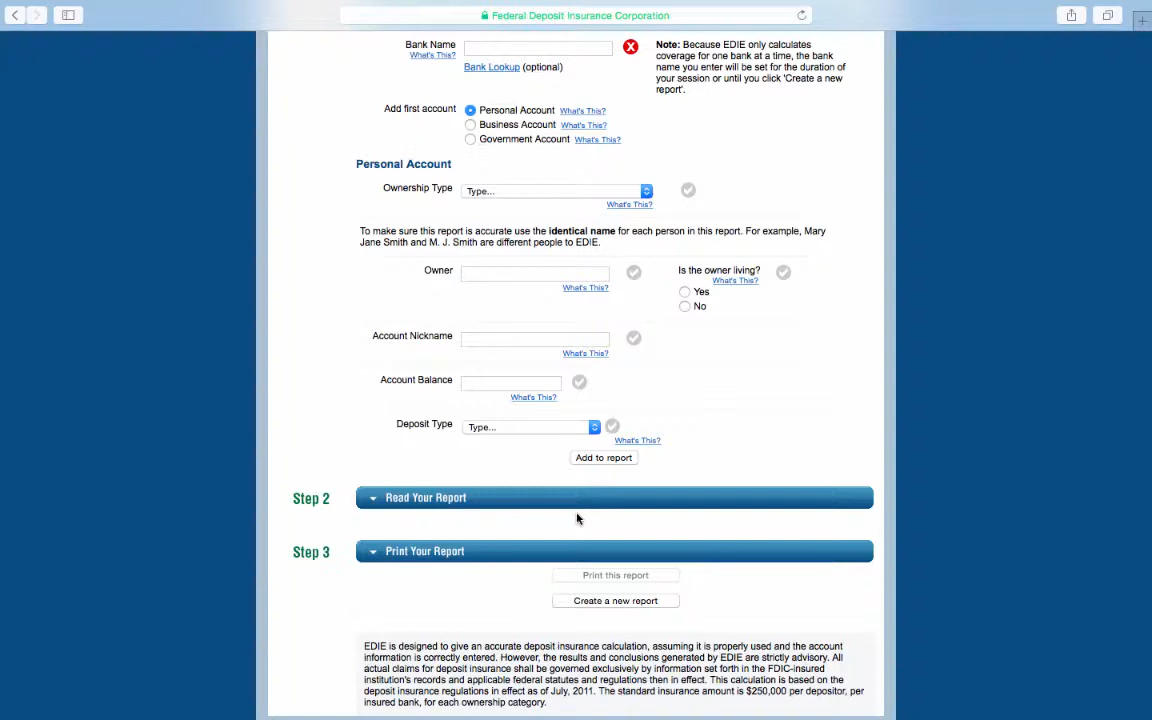 Federal Deposit Insurance Corporation
Bank Name
What's This?
Bank Lookup (optional)
Note: Because EDIE only calculates
coverage for one bank at a time, the bank
name you enter will be set for the duration of
your session or until you click 'Create a new
report'.
Add first account
Personal Account What's This?
Business Account What's This?
Government Account What's This?
Personal Account
Ownership Type Type...
What's This?
To make sure this report is accurate use the identical name for each person in this report. For example, Mary
Jane Smith and M. J. Smith are different people to EDIE.
Owner
What's This?
Is the owner living?
What's This?
Yes
No
Account Nickname
What's This?
Account Balance
What's This?
Deposit Type Type...
What's This?
Add to report
Step 2 Read Your Report
Step 3 Print Your Report
Print this report
Create a new report
EDIE is designed to give an accurate deposit insurance calculation, assuming it is properly used and the account
information is correctly entered. However, the results and conclusions generated by EDIE are strictly advisory. All
actual claims for deposit insurance shall be governed exclusively by information set forth in the FDIC-insured
institution's records and applicable federal statutes and regulations then in effect. This calculation is based on the
deposit insurance regulations in effect as of July, 2011. The standard insurance amount is $250,000 per depositor, per
insured bank, for each ownership category.